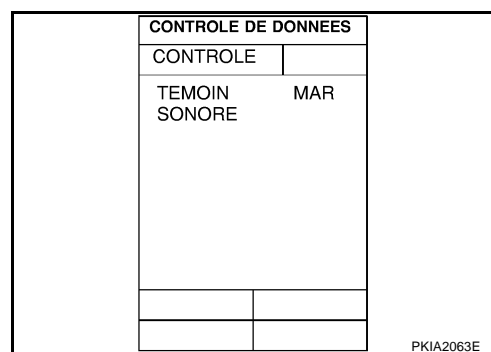 CONTROLE DE DONNEES
CONTROLE
TEMOIN MAR
SONORE
PKIA2063E